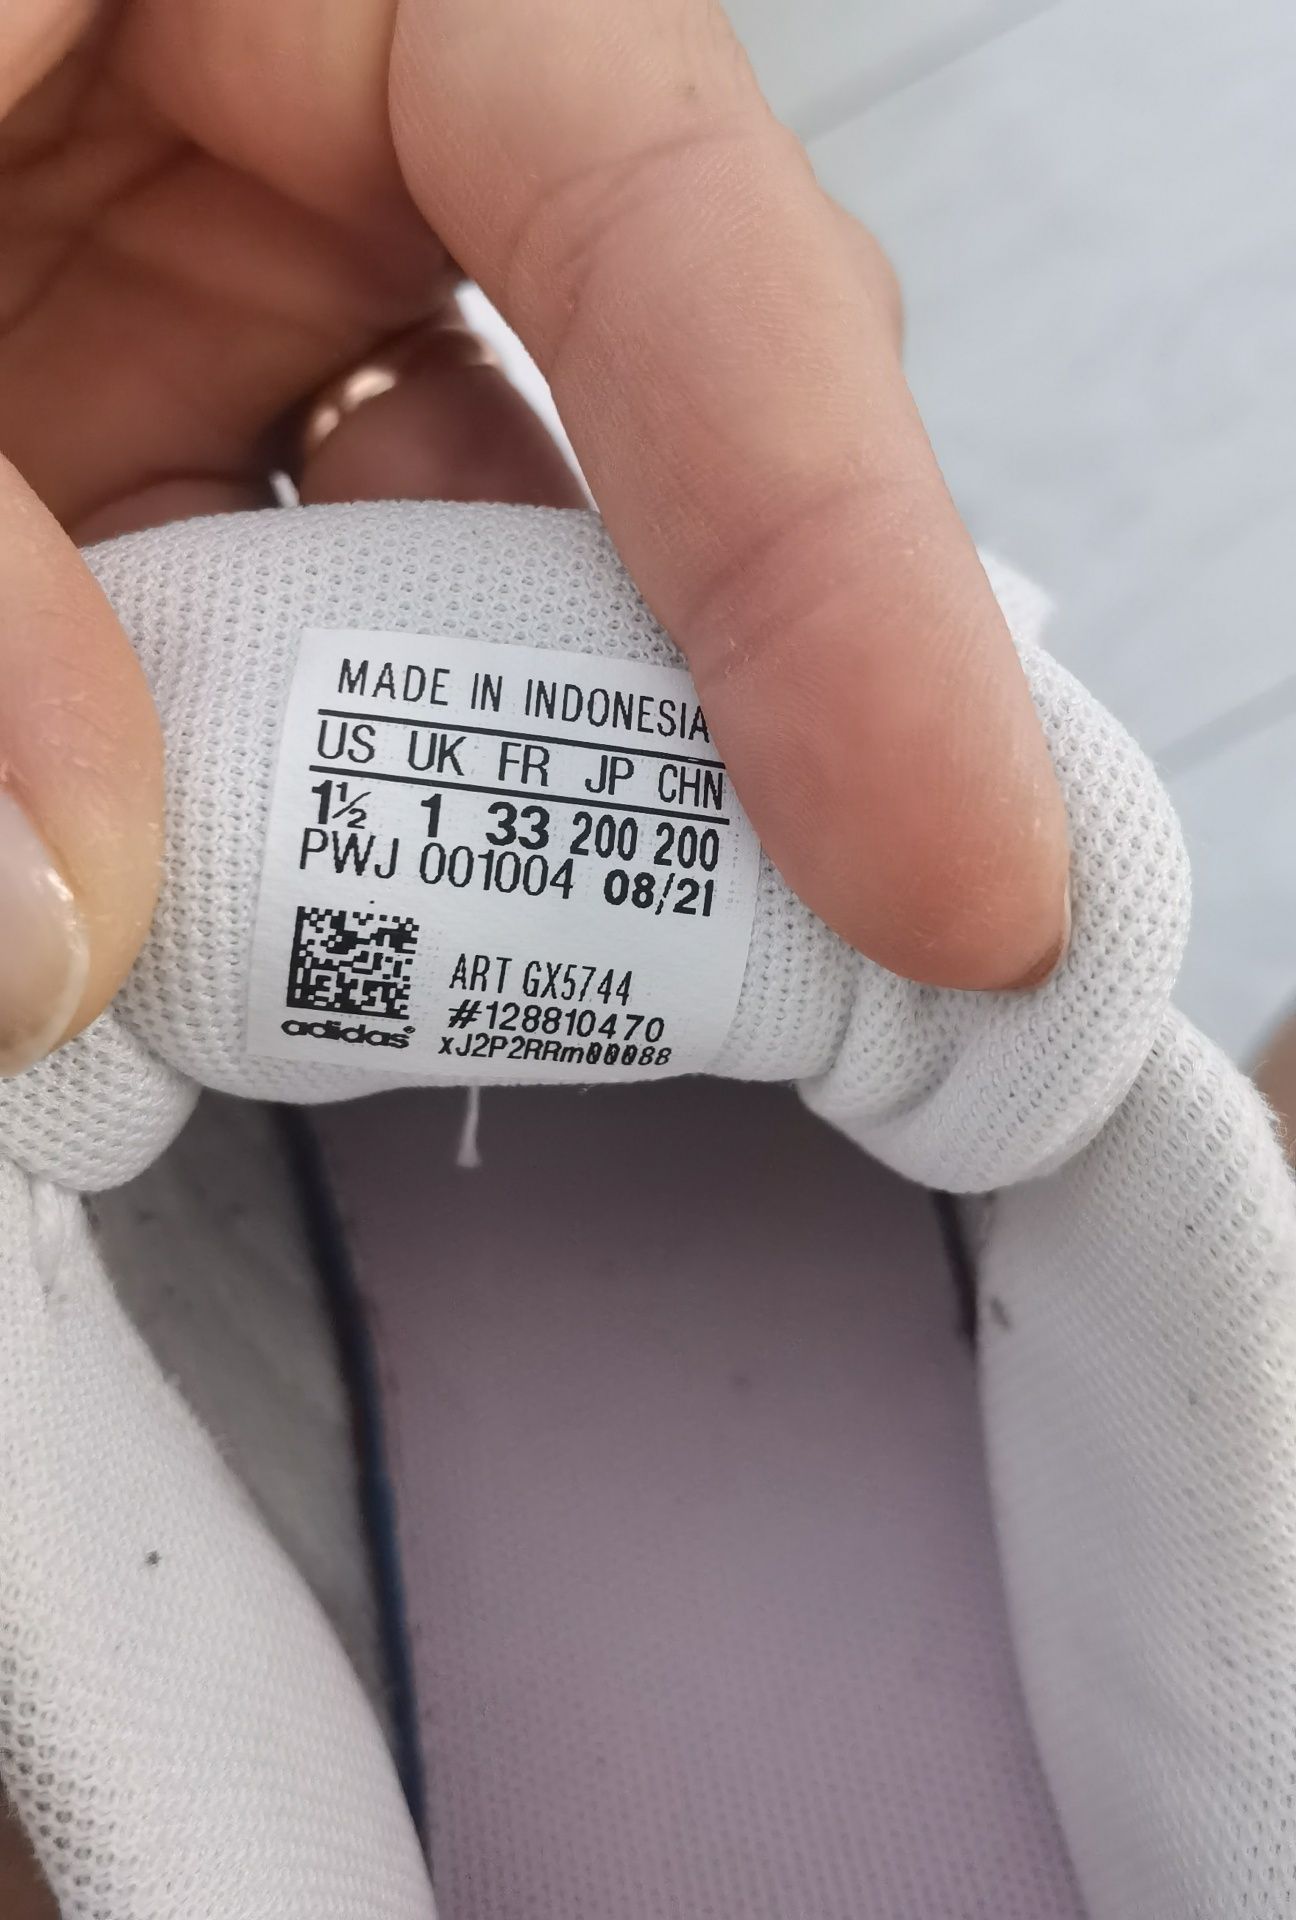 MADE IN INDONESIA
US UK FR JP CHN
1½ 1 33 200 200
PWJ 001004 08/21
ART GX5744
#128810470
adidas® xJ2P2RRm00088